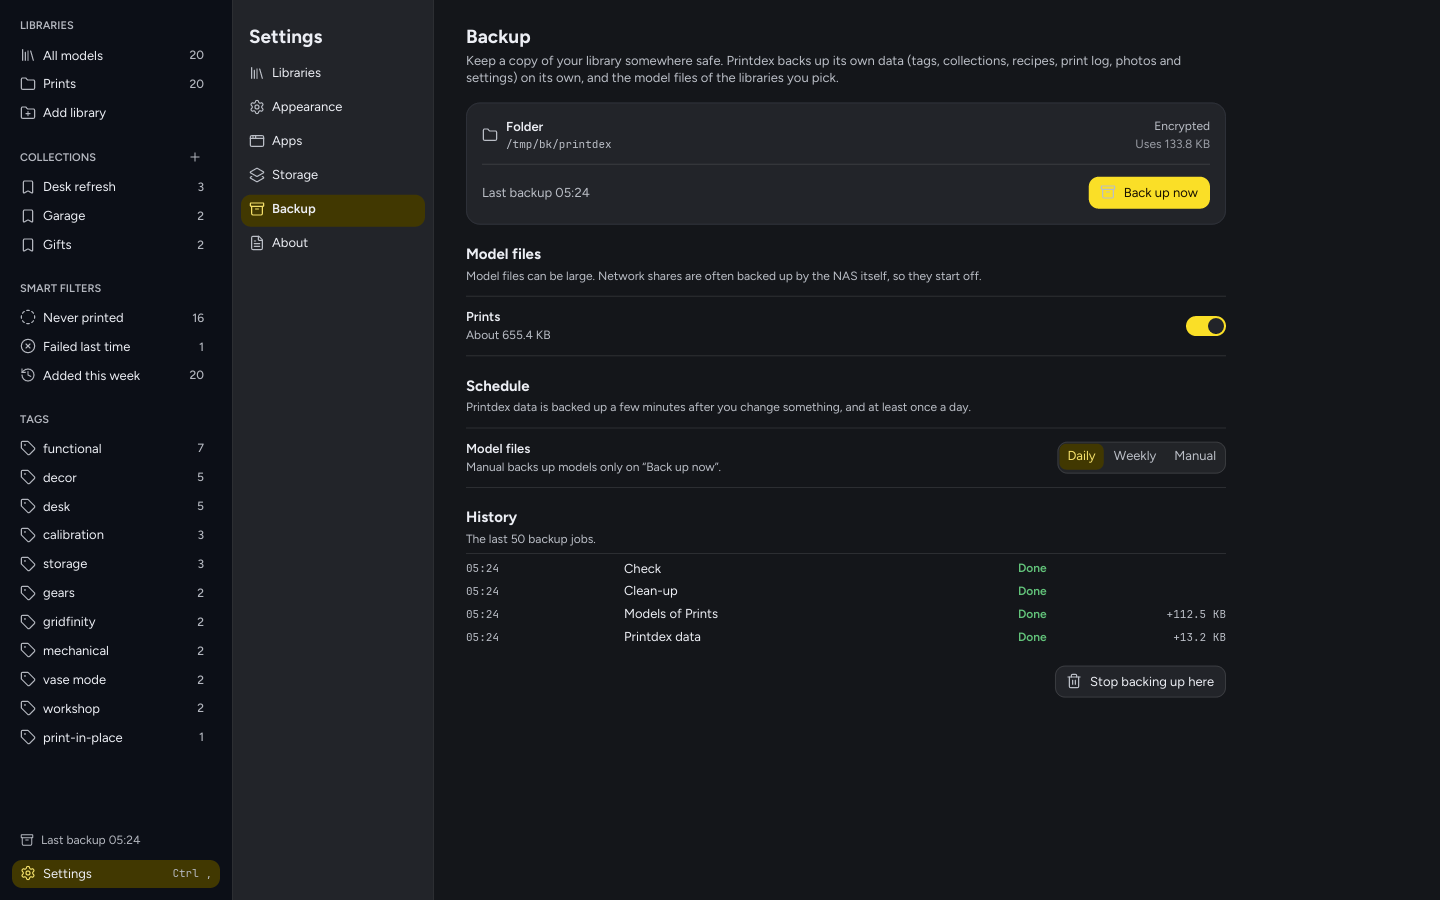 LIBRARIES
All models 20
Prints 20
Add library
COLLECTIONS
Desk refresh 3
Garage 2
Gifts 2
SMART FILTERS
Never printed 16
Failed last time 1
Added this week 20
TAGS
functional 7
decor 5
desk 5
calibration 3
storage 3
gears 2
gridfinity 2
mechanical 2
vase mode 2
workshop 2
print-in-place 1
Last backup 05:24
Settings Ctrl ,
Settings
Libraries
Appearance
Apps
Storage
Backup
About
Backup
Keep a copy of your library somewhere safe. Printdex backs up its own data (tags, collections, recipes, print log, photos and
settings) on its own, and the model files of the libraries you pick.
Folder Encrypted
/tmp/bk/printdex Uses 133.8 KB
Last backup 05:24 Back up now
Model files
Model files can be large. Network shares are often backed up by the NAS itself, so they start off.
Prints
About 655.4 KB
Schedule
Printdex data is backed up a few minutes after you change something, and at least once a day.
Model files
Manual backs up models only on “Back up now”.
Daily Weekly Manual
History
The last 50 backup jobs.
05:24 Check Done
05:24 Clean-up Done
05:24 Models of Prints Done +112.5 KB
05:24 Printdex data Done +13.2 KB
Stop backing up here